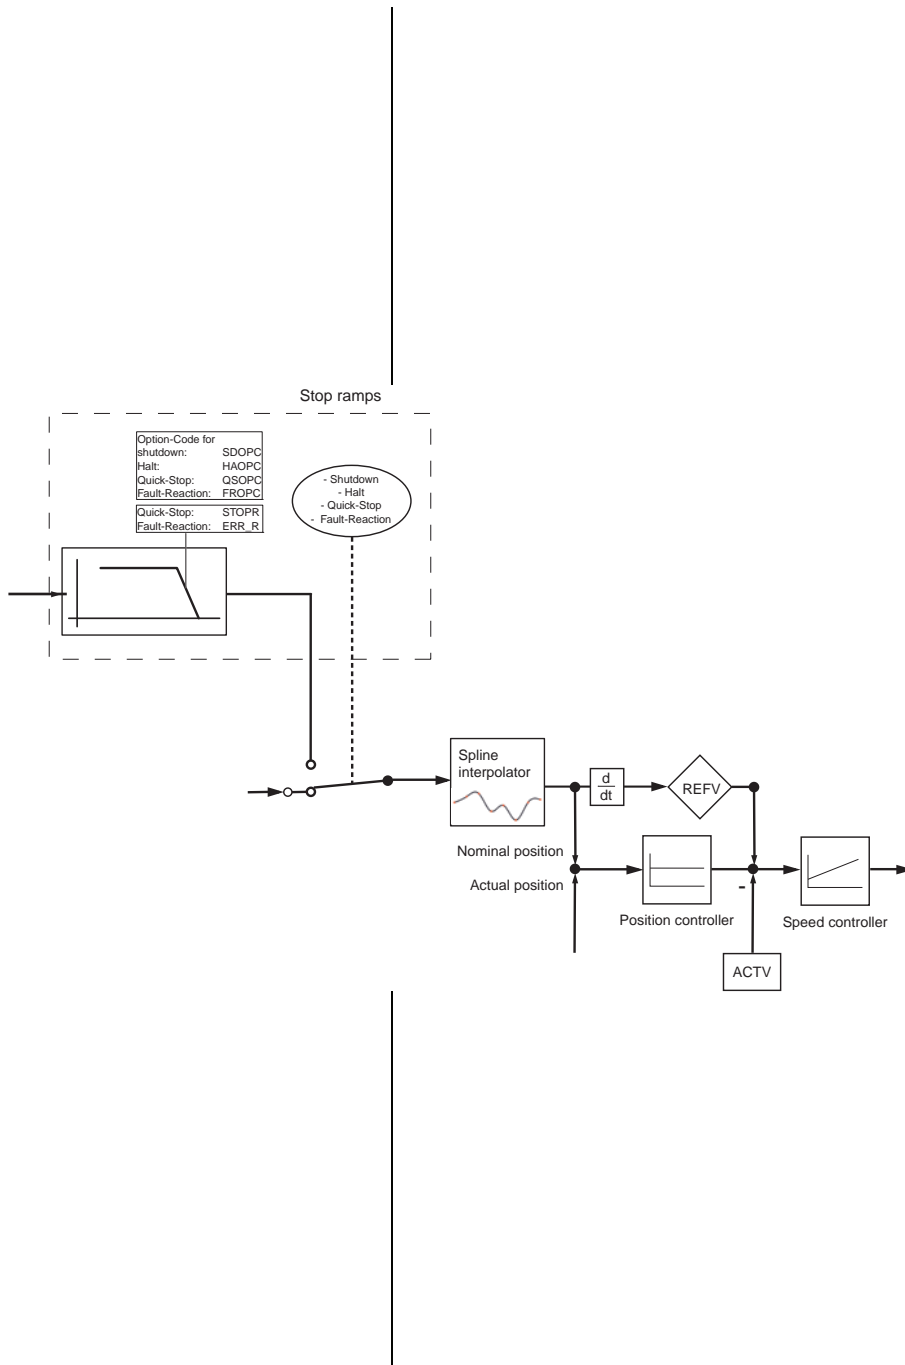 Stop ramps
Option-Code for
shutdown: SDOPC
Halt: HAOPC
Quick-Stop: QSOPC
Fault-Reaction: FROPC
Quick-Stop: STOPR
Fault-Reaction: ERR_R
- Shutdown
- Halt
- Quick-Stop
- Fault-Reaction
Spline
interpolator
d
dt
REFV
Nominal position
Actual position
Position controller
-
Speed controller
ACTV